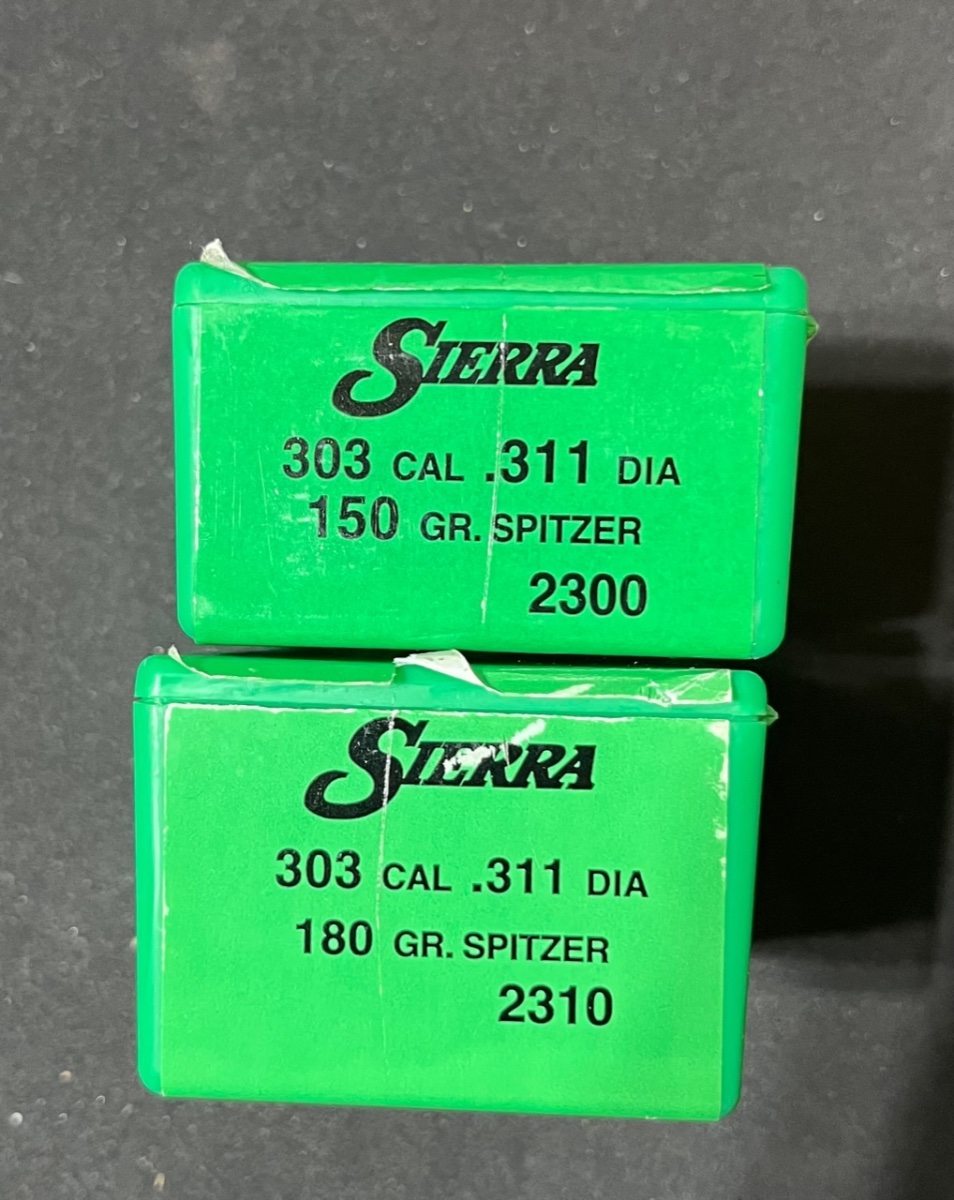 SIERRA
303 CAL .311 DIA
150 GR. SPITZER
2300
SIERRA
303 CAL .311 DIA
180 GR. SPITZER
2310